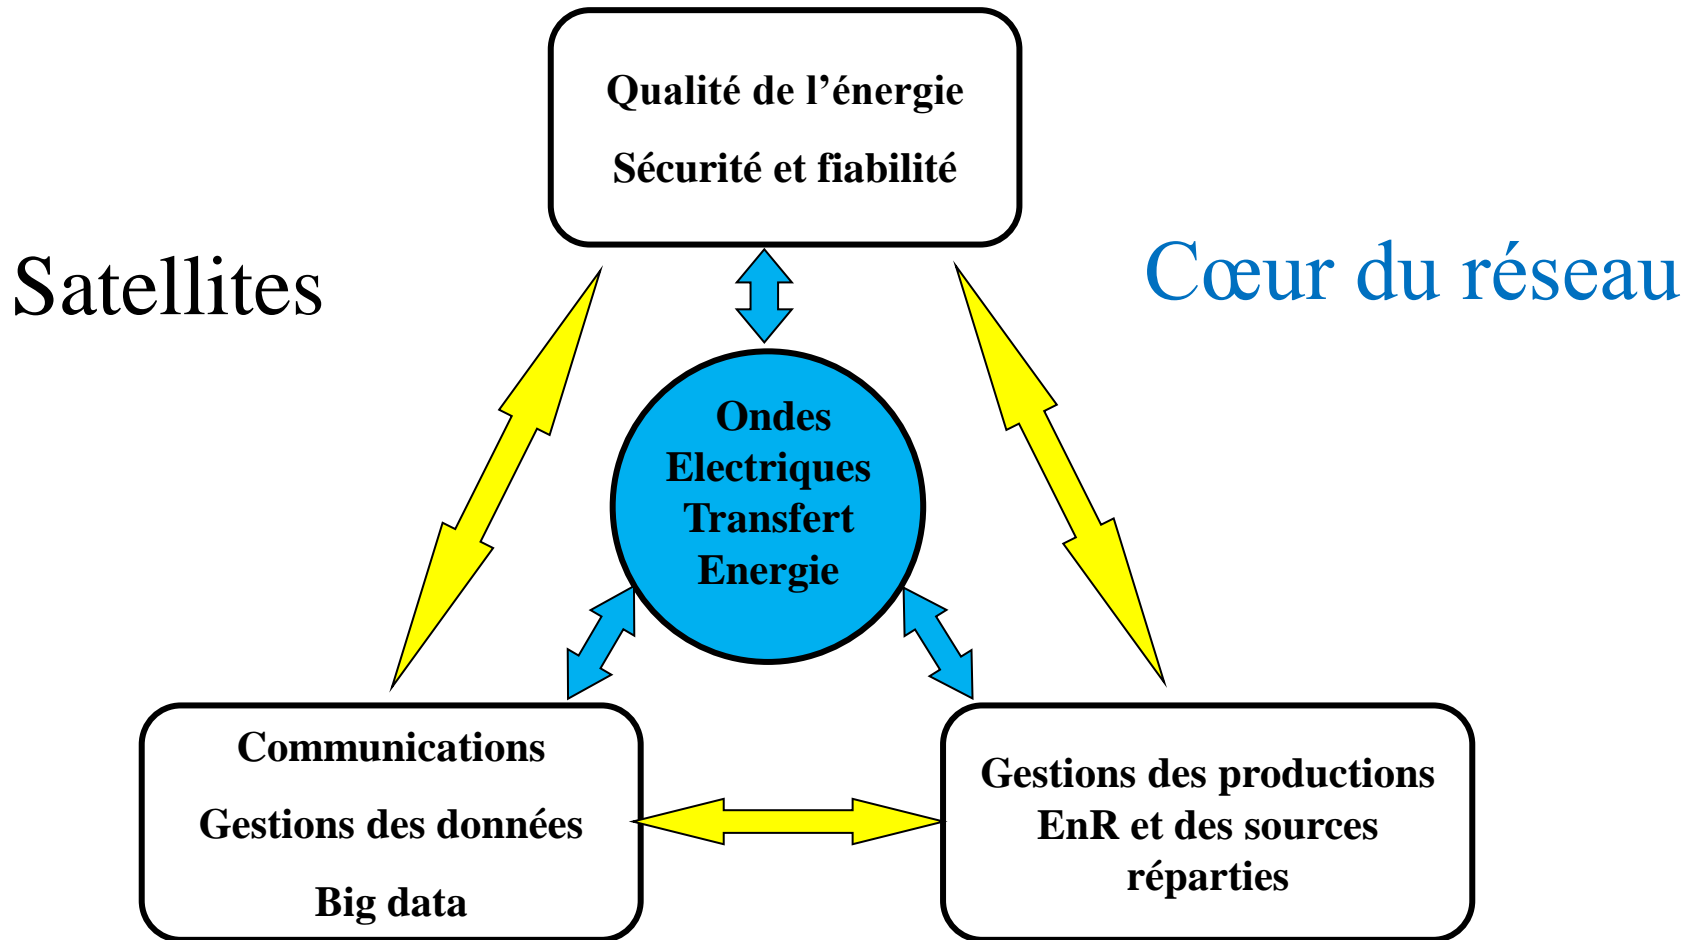 Qualité de l’énergie
Sécurité et fiabilité
Satellites
Cœur du réseau
Ondes
Electriques
Transfert
Energie
Communications
Gestions des données
Big data
Gestions des productions
EnR et des sources
réparties